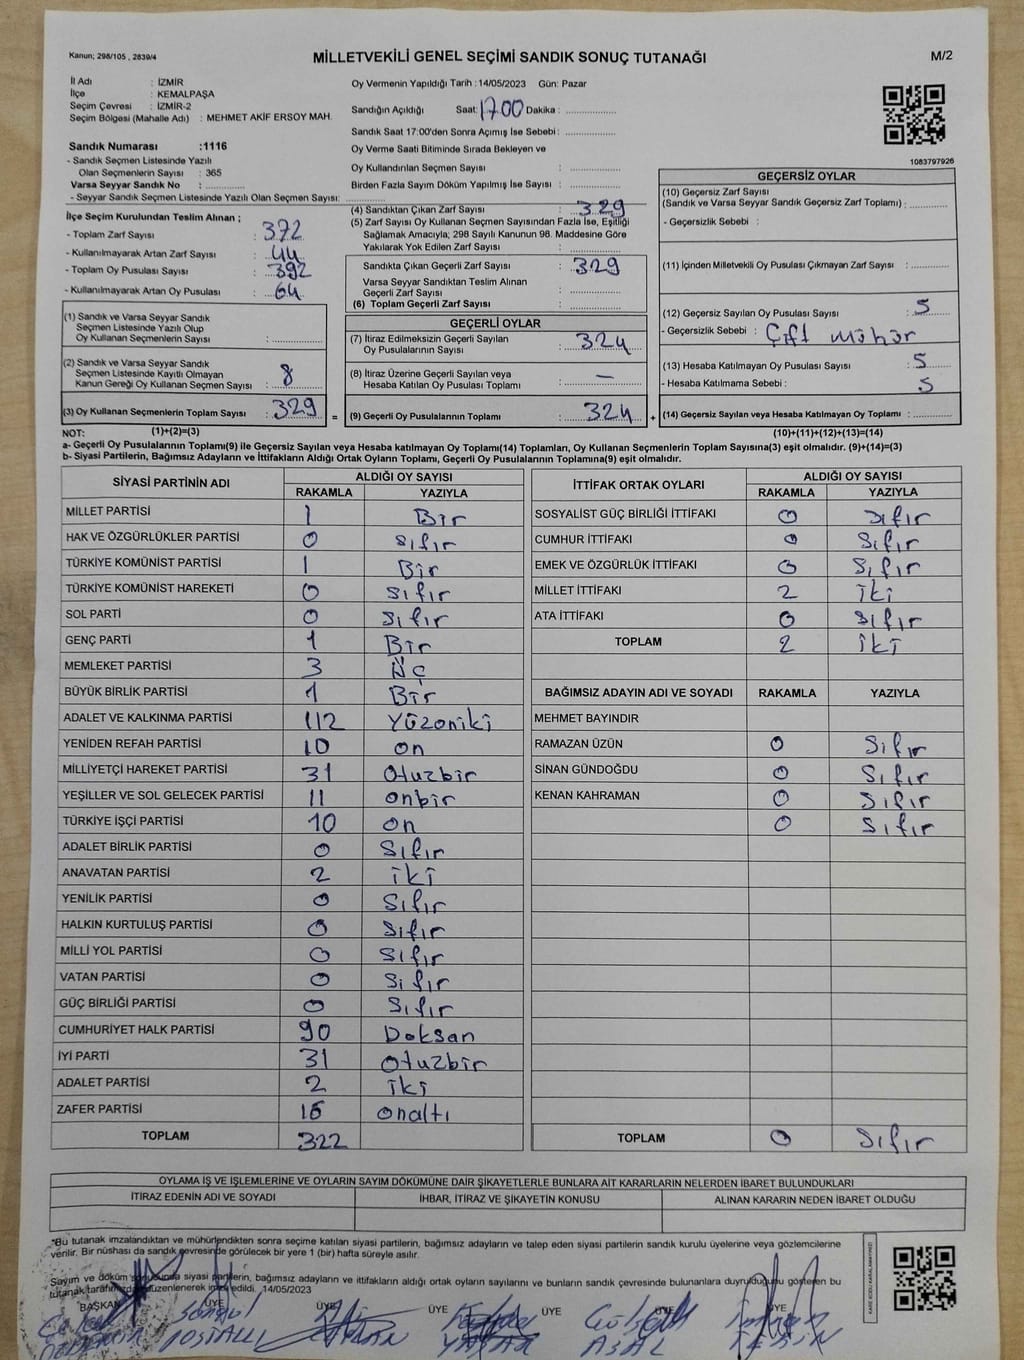 Kanun; 298/105 , 2839/4
MİLLETVEKİLİ GENEL SEÇİMİ SANDIK SONUÇ TUTANAĞI
M/2
İl Adı : İZMİR
İlçe : KEMALPAŞA
Seçim Çevresi : İZMİR-2
Seçim Bölgesi (Mahalle Adı) : MEHMET AKİF ERSOY MAH.
Sandık Numarası :1116
- Sandık Seçmen Listesinde Yazılı
Olan Seçmenlerin Sayısı : 365
Varsa Seyyar Sandık No : ............
- Seyyar Sandık Seçmen Listesinde Yazılı Olan Seçmen Sayısı: ............
Oy Vermenin Yapıldığı Tarih : 14/05/2023 Gün: Pazar
Sandığın Açıldığı Saat: 17.00 Dakika : ............
Sandık Saat 17:00'den Sonra Açımış İse Sebebi : ............
Oy Verme Saati Bitiminde Sırada Bekleyen ve
Oy Kullandırılan Seçmen Sayısı : ............
Birden Fazla Sayım Döküm Yapılmış İse Sayısı : ............
1083797926
İlçe Seçim Kurulundan Teslim Alınan ;
- Toplam Zarf Sayısı : 372
- Kullanılmayarak Artan Zarf Sayısı : 44
- Toplam Oy Pusulası Sayısı : 392
- Kullanılmayarak Artan Oy Pusulası : 64
(1) Sandık ve Varsa Seyyar Sandık
Seçmen Listesinde Yazılı Olup
Oy Kullanan Seçmenlerin Sayısı : ............
(2) Sandık ve Varsa Seyyar Sandık
Seçmen Listesinde Kayıtlı Olmayan
Kanun Gereği Oy Kullanan Seçmen Sayısı : 8
(3) Oy Kullanan Seçmenlerin Toplam Sayısı : 329 =
(4) Sandıktan Çıkan Zarf Sayısı : 329
(5) Zarf Sayısı Oy Kullanan Seçmen Sayısından Fazla İse, Eşitliği
Sağlamak Amacıyla; 298 Sayılı Kanunun 98. Maddesine Göre
Yakılarak Yok Edilen Zarf Sayısı : ............
Sandıkta Çıkan Geçerli Zarf Sayısı : 329
Varsa Seyyar Sandıktan Teslim Alınan
Geçerli Zarf Sayısı : ............
(6) Toplam Geçerli Zarf Sayısı : ............
GEÇERLİ OYLAR
(7) İtiraz Edilmeksizin Geçerli Sayılan
Oy Pusulalarının Sayısı : 324
(8) İtiraz Üzerine Geçerli Sayılan veya
Hesaba Katılan Oy Pusulası Toplamı : —
(9) Geçerli Oy Pusulalarının Toplamı : 324 +
GEÇERSİZ OYLAR
(10) Geçersiz Zarf Sayısı
(Sandık ve Varsa Seyyar Sandık Geçersiz Zarf Toplamı) : ............
- Geçersizlik Sebebi :
(11) İçinden Milletvekili Oy Pusulası Çıkmayan Zarf Sayısı : ............
(12) Geçersiz Sayılan Oy Pusulası Sayısı : 5
- Geçersizlik Sebebi : Çift mühür
(13) Hesaba Katılmayan Oy Pusulası Sayısı : 5
- Hesaba Katılmama Sebebi : 5
(14) Geçersiz Sayılan veya Hesaba Katılmayan Oy Toplamı : ............
NOT: (1)+(2)=(3)
(10)+(11)+(12)+(13)=(14)
a- Geçerli Oy Pusulalarının Toplamı(9) ile Geçersiz Sayılan veya Hesaba katılmayan Oy Toplamı(14) Toplamları, Oy Kullanan Seçmenlerin Toplam Sayısına(3) eşit olmalıdır. (9)+(14)=(3)
b- Siyasi Partilerin, Bağımsız Adayların ve İttifakların Aldığı Ortak Oyların Toplamı, Geçerli Oy Pusulalarının Toplamına(9) eşit olmalıdır.
SİYASİ PARTİNİN ADI ALDIĞI OY SAYISI
RAKAMLA YAZIYLA
MİLLET PARTİSİ 1 Bir
HAK VE ÖZGÜRLÜKLER PARTİSİ 0 sıfır
TÜRKİYE KOMÜNİST PARTİSİ 1 Bir
TÜRKİYE KOMÜNİST HAREKETİ 0 sıfır
SOL PARTİ 0 sıfır
GENÇ PARTİ 1 Bir
MEMLEKET PARTİSİ 3 Üç
BÜYÜK BİRLİK PARTİSİ 1 Bir
ADALET VE KALKINMA PARTİSİ 112 Yüzoniki
YENİDEN REFAH PARTİSİ 10 on
MİLLİYETÇİ HAREKET PARTİSİ 31 otuzbir
YEŞİLLER VE SOL GELECEK PARTİSİ 11 onbir
TÜRKİYE İŞÇİ PARTİSİ 10 on
ADALET BİRLİK PARTİSİ 0 Sıfır
ANAVATAN PARTİSİ 2 iki
YENİLİK PARTİSİ 0 Sıfır
HALKIN KURTULUŞ PARTİSİ 0 Sıfır
MİLLİ YOL PARTİSİ 0 Sıfır
VATAN PARTİSİ 0 Sıfır
GÜÇ BİRLİĞİ PARTİSİ 0 Sıfır
CUMHURİYET HALK PARTİSİ 90 Doksan
İYİ PARTİ 31 otuzbir
ADALET PARTİSİ 2 iki
ZAFER PARTİSİ 16 onaltı
TOPLAM 322
İTTİFAK ORTAK OYLARI ALDIĞI OY SAYISI
RAKAMLA YAZIYLA
SOSYALİST GÜÇ BİRLİĞİ İTTİFAKI 0 Sıfır
CUMHUR İTTİFAKI 0 Sıfır
EMEK VE ÖZGÜRLÜK İTTİFAKI 0 Sıfır
MİLLET İTTİFAKI 2 iki
ATA İTTİFAKI 0 Sıfır
TOPLAM 2 iki
BAĞIMSIZ ADAYIN ADI VE SOYADI RAKAMLA YAZIYLA
MEHMET BAYINDIR
RAMAZAN ÜZÜN 0 Sıfır
SİNAN GÜNDOĞDU 0 Sıfır
KENAN KAHRAMAN 0 Sıfır
0 Sıfır
TOPLAM 0 Sıfır
OYLAMA İŞ VE İŞLEMLERİNE VE OYLARIN SAYIM DÖKÜMÜNE DAİR ŞİKAYETLERLE BUNLARA AİT KARARLARIN NELERDEN İBARET BULUNDUKLARI
İTİRAZ EDENİN ADI VE SOYADI İHBAR, İTİRAZ VE ŞİKAYETİN KONUSU ALINAN KARARIN NEDEN İBARET OLDUĞU
*Bu tutanak imzalandıktan ve mühürlendikten sonra seçime katılan siyasi partilerin, bağımsız adayların ve talep eden siyasi partilerin sandık kurulu üyelerine veya gözlemcilerine
verilir. Bir nüshası da sandık çevresinde görülecek bir yere 1 (bir) hafta süreyle asılır.
Sayım ve döküm sonucunda siyasi partilerin, bağımsız adayların ve ittifakların aldığı ortak oyların sayılarını ve bunların sandık çevresinde bulunanlara duyrulduğunu gösteren bu
tutanak tarafımızdan düzenlenerek imza edildi. 14/05/2023
BAŞKAN ÜYE ÜYE ÜYE ÜYE ÜYE ÜYE